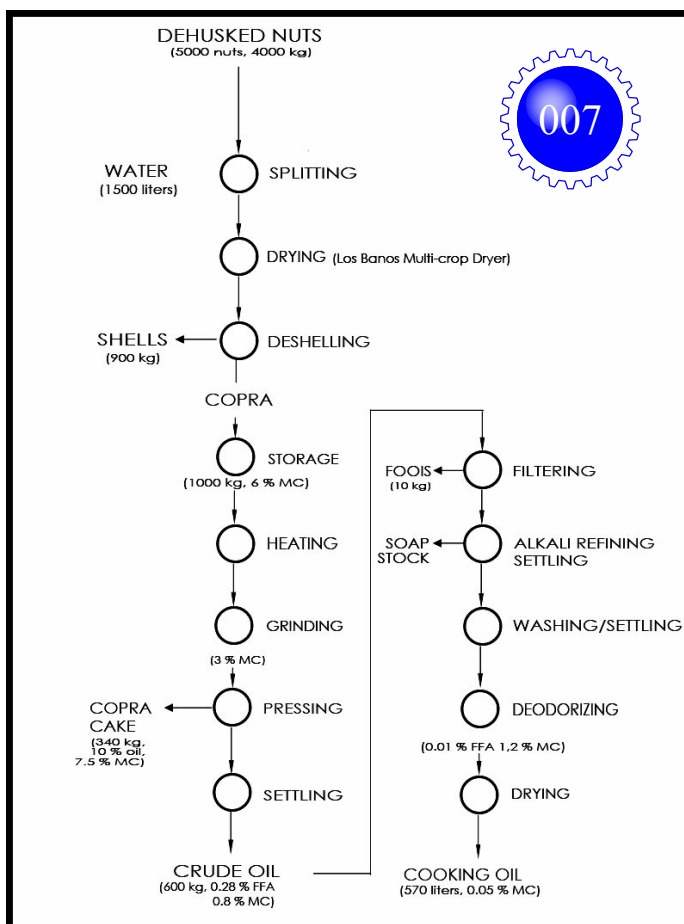 DEHUSKED NUTS
(5000 nuts, 4000 kg)
007
WATER
(1500 liters)
SPLITTING
DRYING (Los Banos Multi-crop Dryer)
SHELLS
(900 kg)
DESHELLING
COPRA
STORAGE
(1000 kg, 6 % MC)
HEATING
GRINDING
(3 % MC)
COPRA
CAKE
(340 kg,
10 % oil,
7.5 % MC)
PRESSING
SETTLING
CRUDE OIL
(600 kg, 0.28 % FFA
0.8 % MC)
FOOIS
(10 kg)
FILTERING
SOAP
STOCK
ALKALI REFINING
SETTLING
WASHING/SETTLING
DEODORIZING
(0.01 % FFA 1,2 % MC)
DRYING
COOKING OIL
(570 liters, 0.05 % MC)